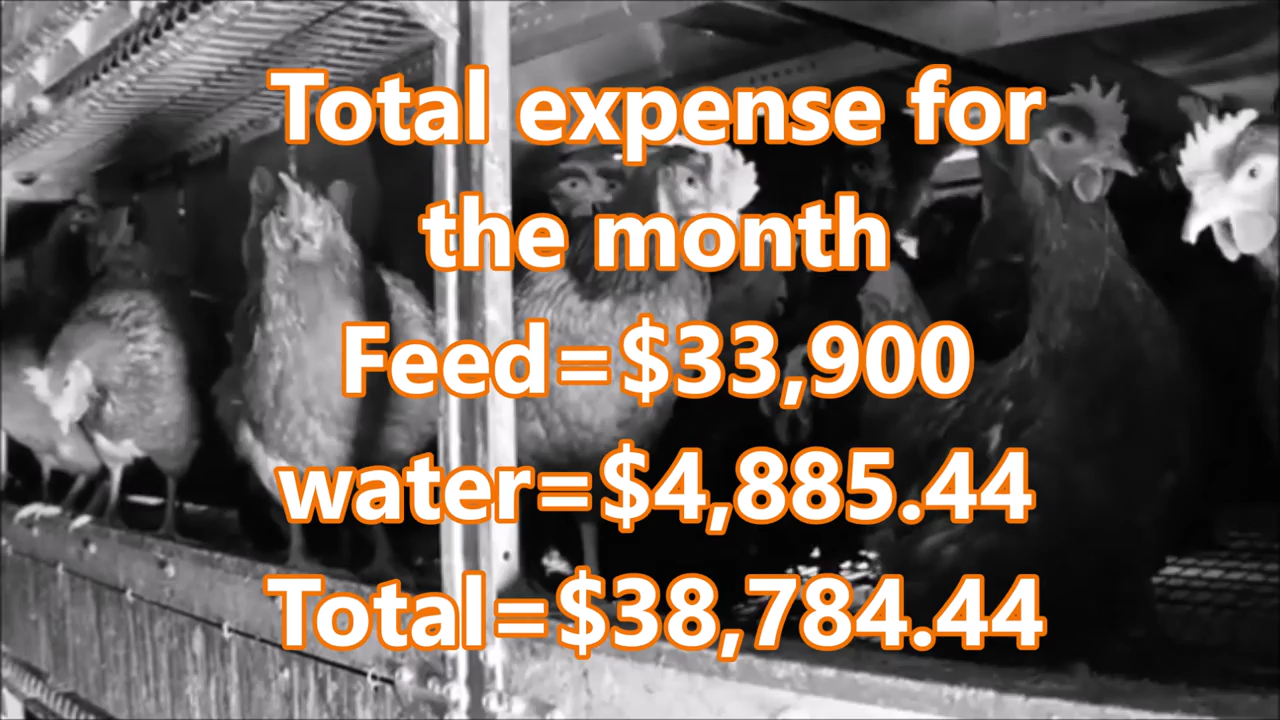 Total expense for
the month
Feed=$33,900
water=$4,885.44
Total=$38,784.44